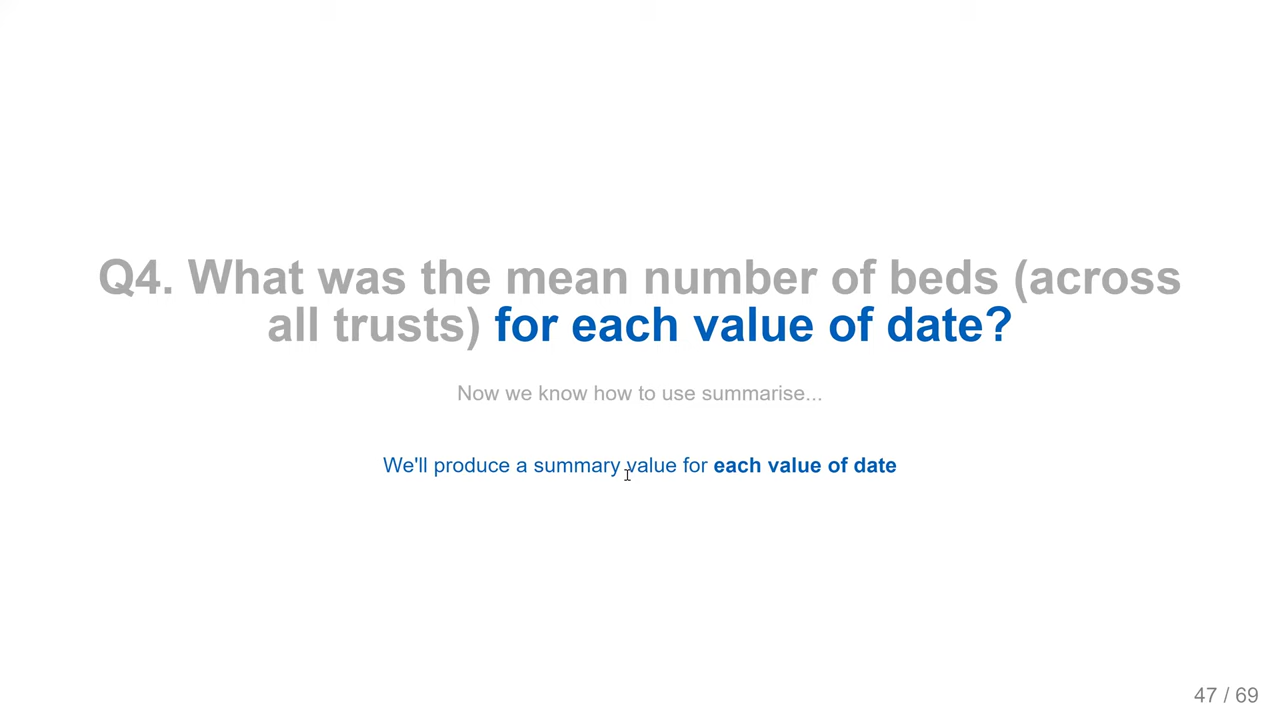 Q4. What was the mean number of beds (across
all trusts) for each value of date?
Now we know how to use summarise...
We'll produce a summary value for each value of date
47 / 69